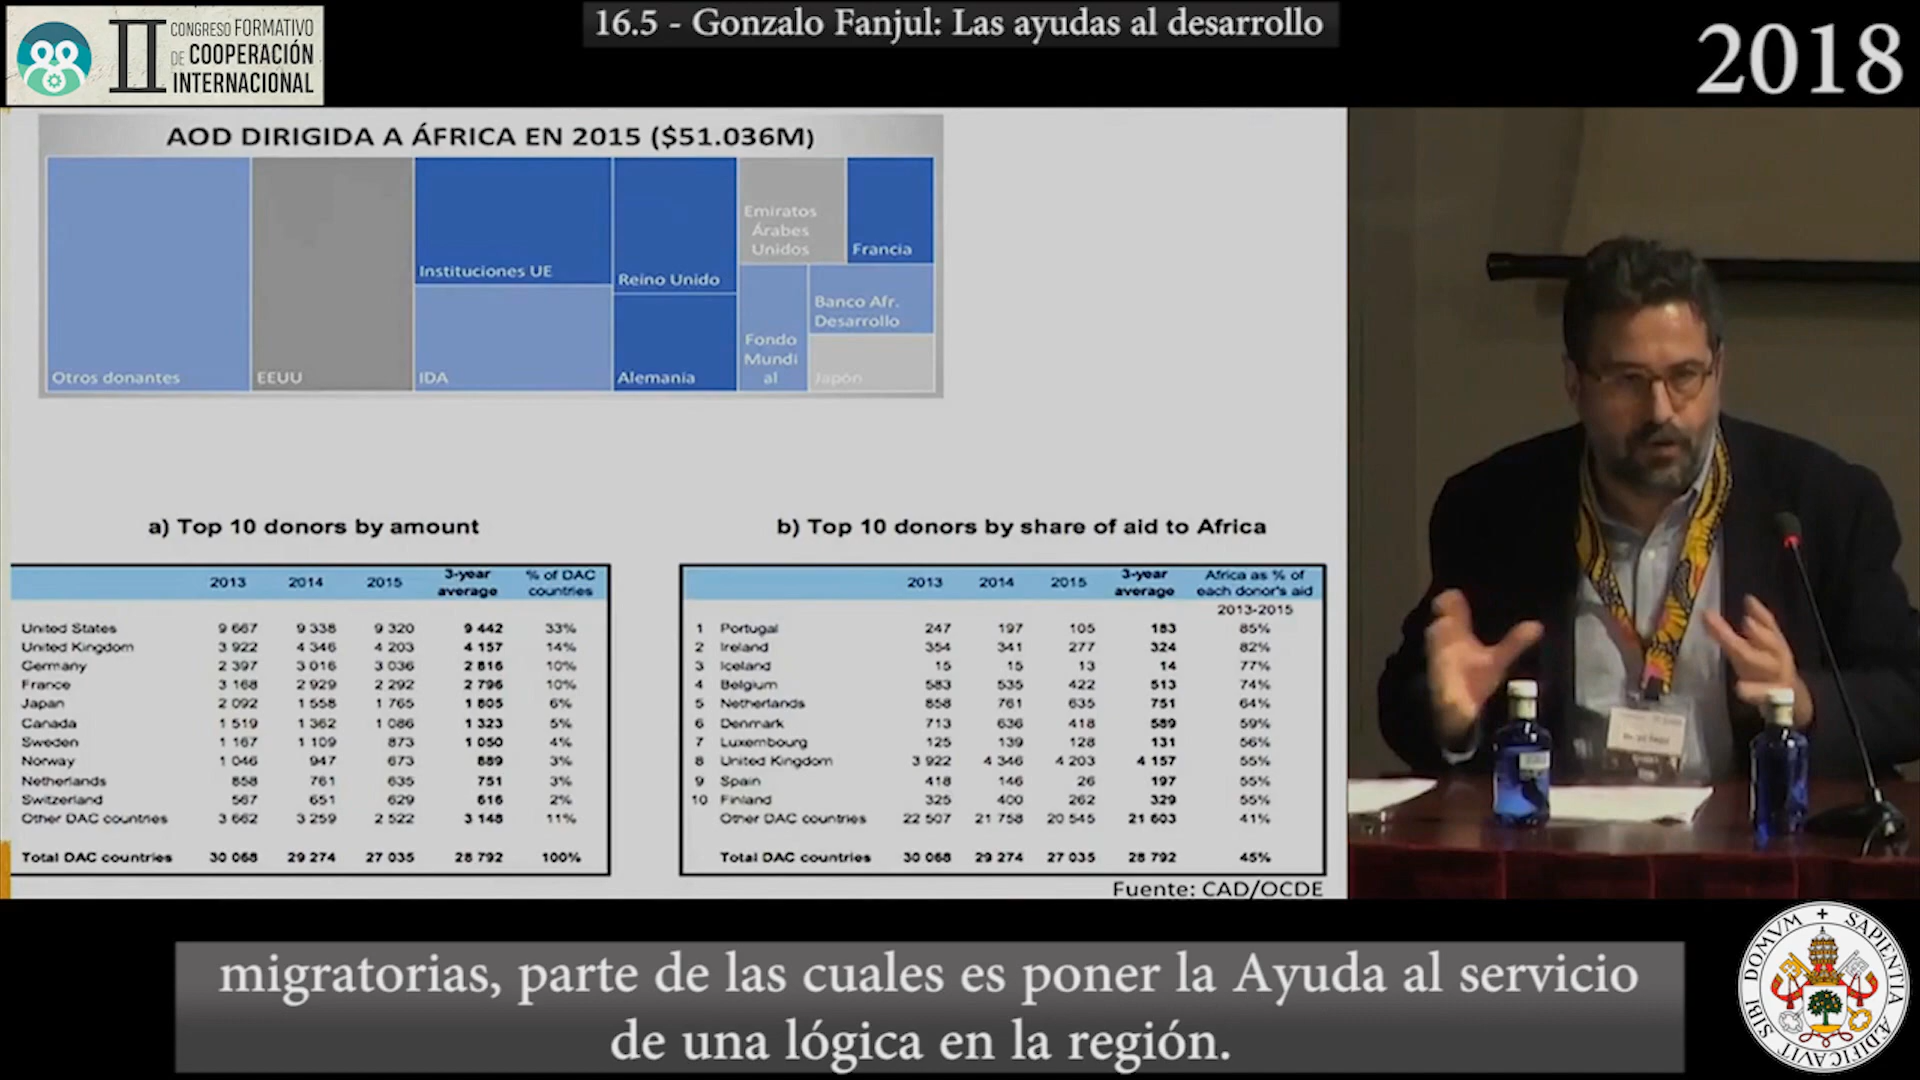 CONGRESO FORMATIVO
II DE COOPERACIÓN
INTERNACIONAL
16.5 - Gonzalo Fanjul: Las ayudas al desarrollo
2018
AOD DIRIGIDA A ÁFRICA EN 2015 ($51.036M)
Otros donantes
EEUU
Instituciones UE
IDA
Reino Unido
Alemania
Emiratos
Árabes
Unidos
Francia
Fondo
Mundi
al
Banco Afr.
Desarrollo
Japón
a) Top 10 donors by amount
2013 2014 2015 3-year average % of DAC countries
United States 9 667 9 338 9 320 9 442 33%
United Kingdom 3 922 4 346 4 203 4 157 14%
Germany 2 397 3 016 3 036 2 816 10%
France 3 168 2 929 2 292 2 796 10%
Japan 2 092 1 558 1 765 1 805 6%
Canada 1 519 1 362 1 086 1 323 5%
Sweden 1 167 1 109 873 1 050 4%
Norway 1 046 947 673 889 3%
Netherlands 858 761 635 751 3%
Switzerland 567 651 629 616 2%
Other DAC countries 3 662 3 259 2 522 3 148 11%
Total DAC countries 30 068 29 274 27 035 28 792 100%
b) Top 10 donors by share of aid to Africa
2013 2014 2015 3-year average Africa as % of each donor's aid
2013-2015
1 Portugal 247 197 105 183 85%
2 Ireland 354 341 277 324 82%
3 Iceland 15 15 13 14 77%
4 Belgium 583 535 422 513 74%
5 Netherlands 858 761 635 751 64%
6 Denmark 713 636 418 589 59%
7 Luxembourg 125 139 128 131 56%
8 United Kingdom 3 922 4 346 4 203 4 157 55%
9 Spain 418 146 26 197 55%
10 Finland 325 400 262 329 55%
Other DAC countries 22 507 21 758 20 545 21 603 41%
Total DAC countries 30 068 29 274 27 035 28 792 45%
Fuente: CAD/OCDE
migratorias, parte de las cuales es poner la Ayuda al servicio
de una lógica en la región.
SIBI DOMVM SAPIENTIA ÆDIFICAVIT